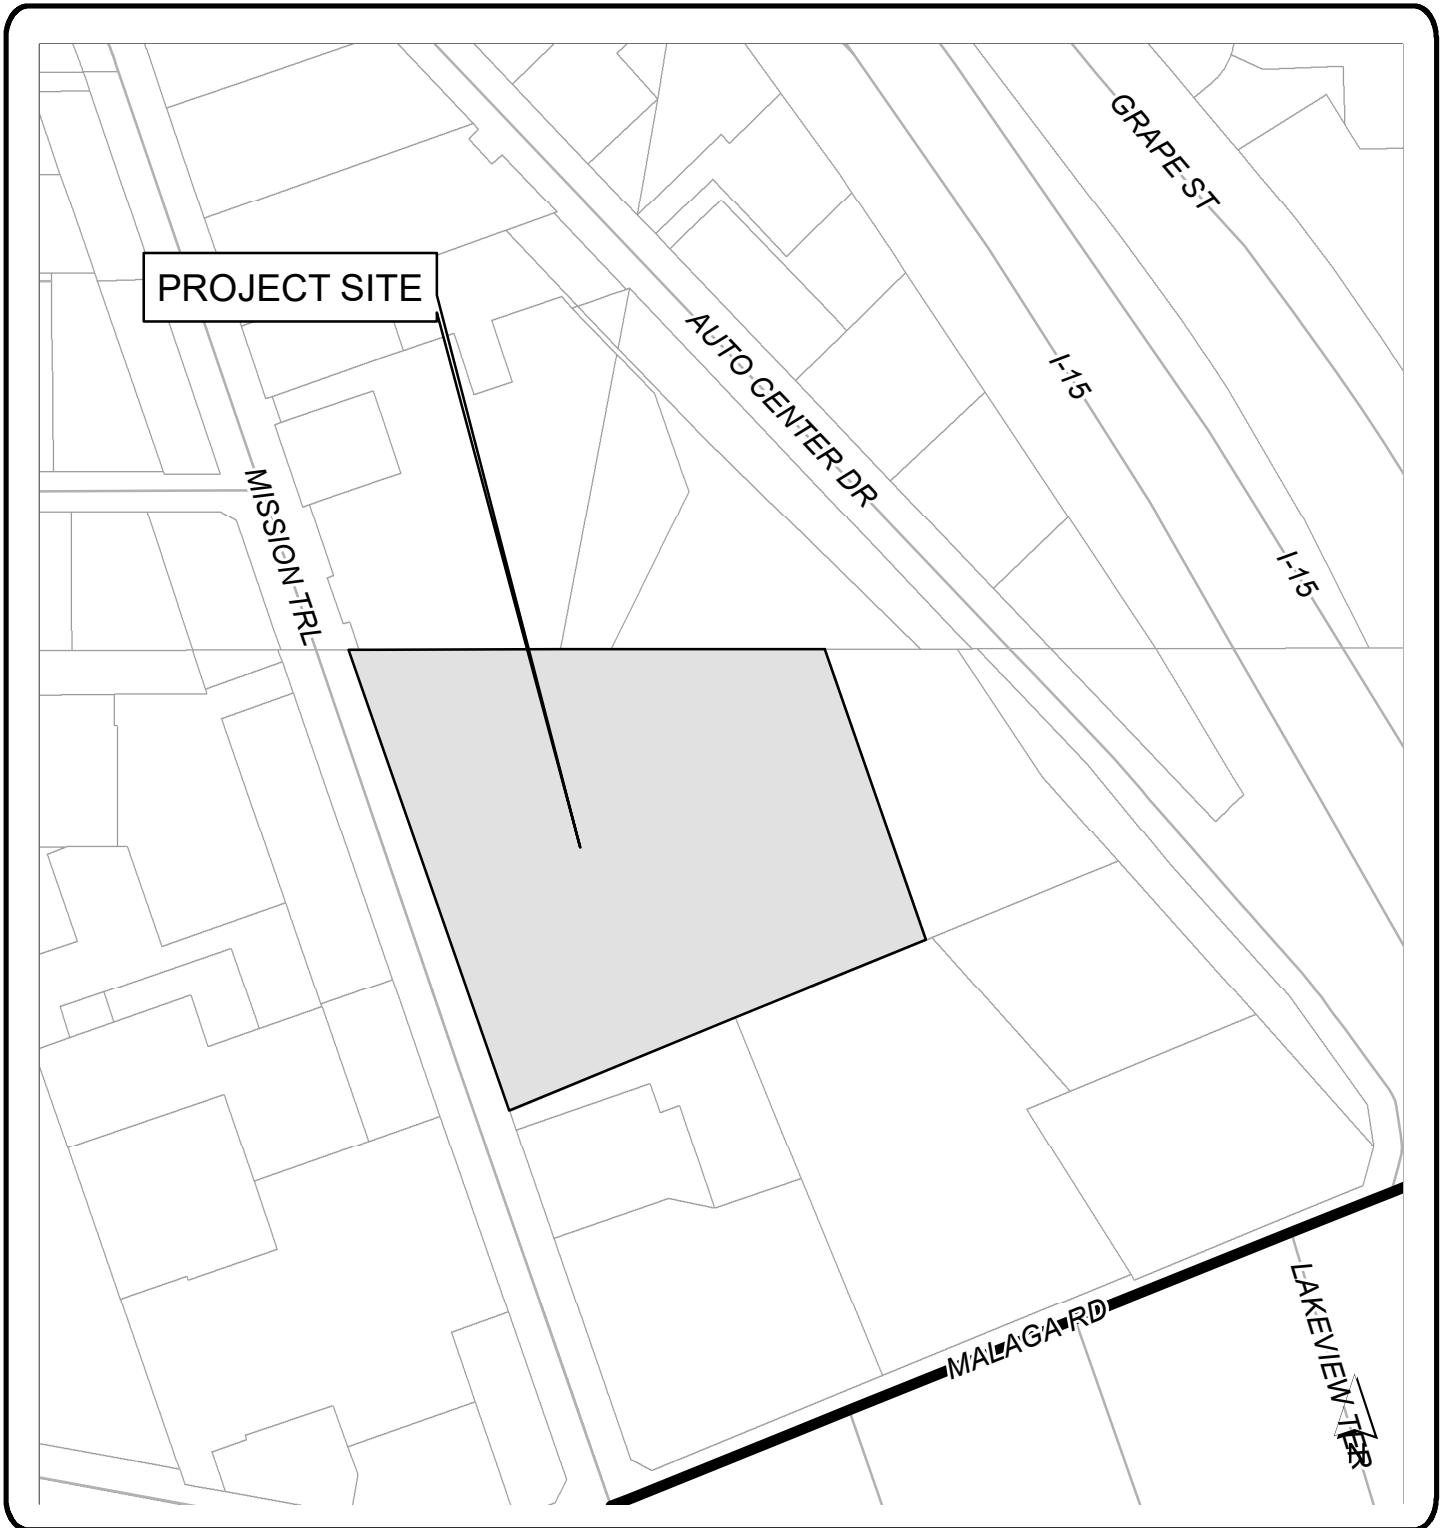 GRAPE ST
PROJECT SITE
AUTO CENTER DR
I-15
MISSION TRL
I-15
LAKEVIEW TER
MALAGA RD